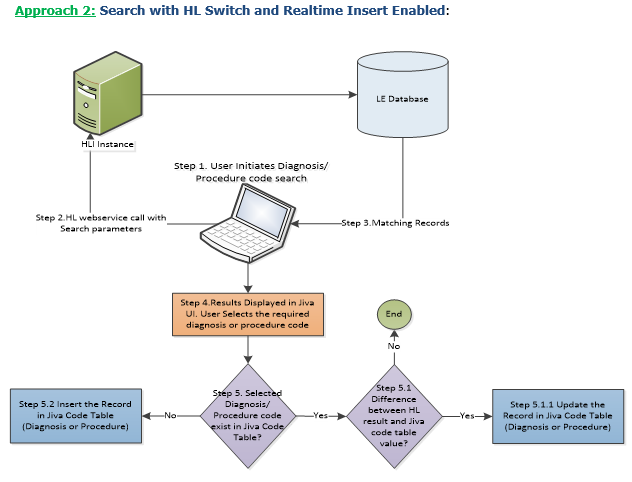 Approach 2: Search with HL Switch and Realtime Insert Enabled:
HLI Instance
LE Database
Step 1. User Initiates Diagnosis/
Procedure code search
Step 2.HL webservice call with
Search parameters
Step 3.Matching Records
Step 4.Results Displayed in Jiva
UI. User Selects the required
diagnosis or procedure code
End
No
Step 5.2 Insert the Record
in Jiva Code Table
(Diagnosis or Procedure)
No
Step 5. Selected
Diagnosis/
Procedure code
exist in Jiva Code
Table?
Yes
Step 5.1
Difference
between HL
result and Jiva
code table
value?
Yes
Step 5.1.1 Update the
Record in Jiva Code Table
(Diagnosis or Procedure)